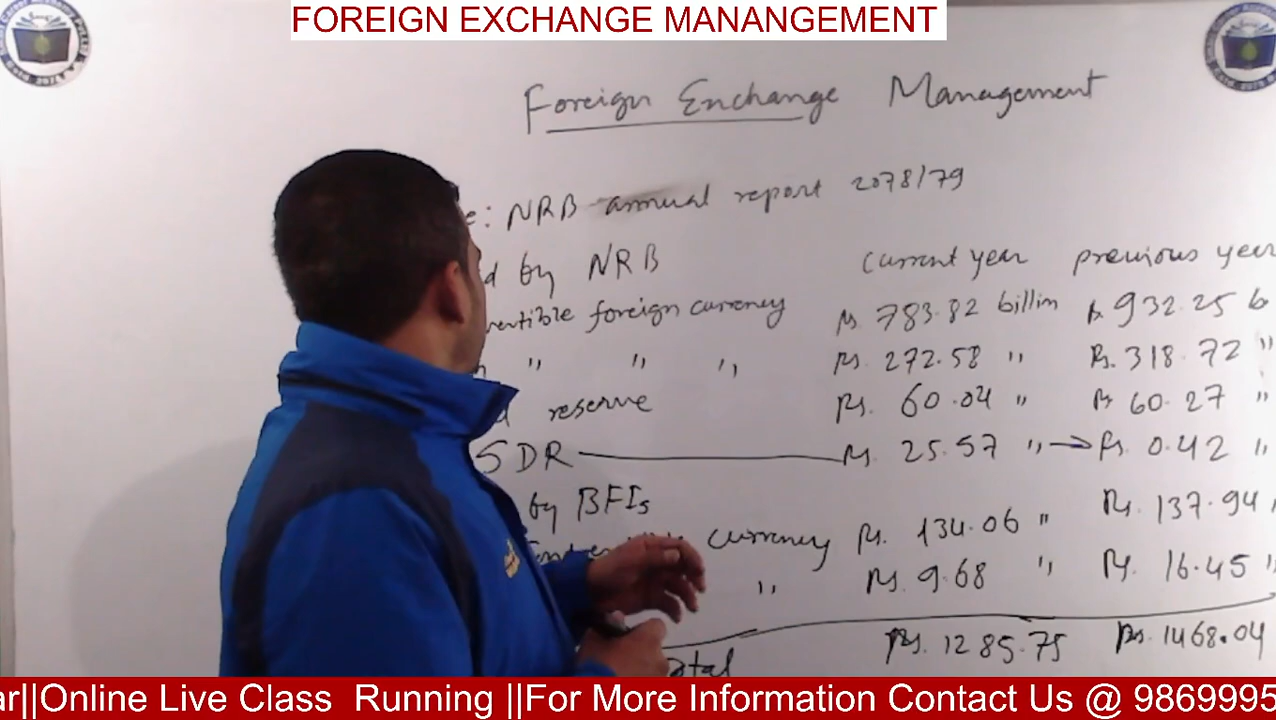 FOREIGN EXCHANGE MANANGEMENT
Foreign Exchange Management
e: NRB annual report 2078/79
d by NRB current year previous year
vertible foreign currency Rs. 783.82 billion Rs. 932.25 b
" " " Rs. 272.58 " Rs. 318.72 "
d reserve Rs. 60.04 " Rs 60.27 "
SDR Rs. 25.57 " → Rs. 0.42 "
by BFIs
currency Rs. 134.06 " Rs. 137.94 "
" Rs. 9.68 " Rs. 16.45 "
otal Rs. 1285.75 Rs. 1468.04
ar||Online Live Class Running ||For More Information Contact Us @ 9869995